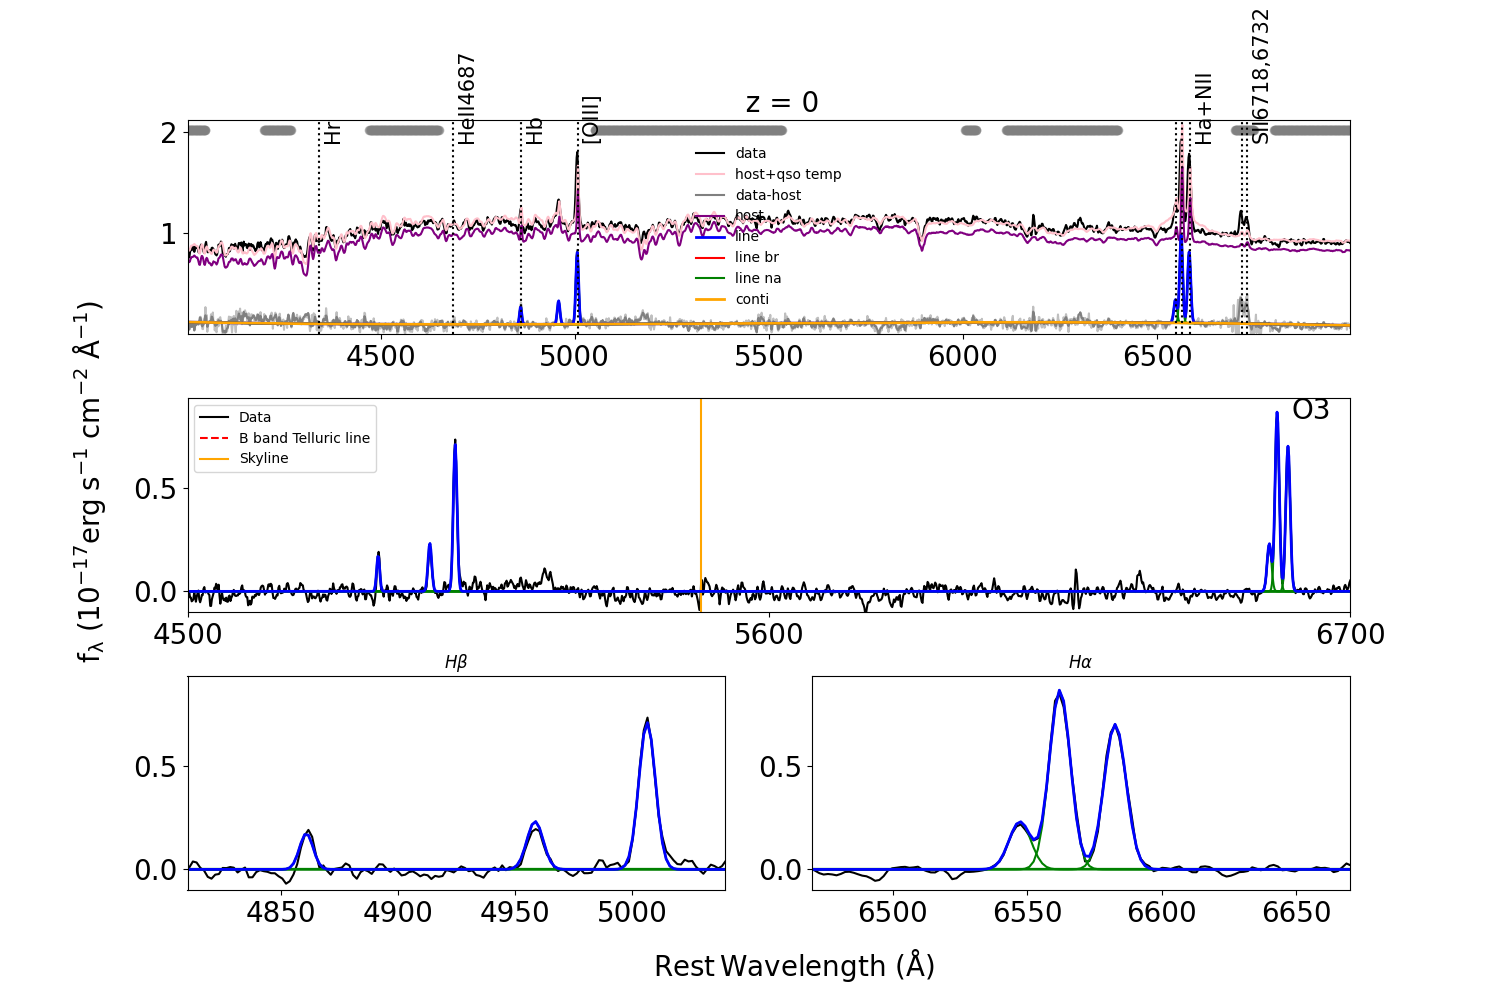 z = 0
Hr
HeII4687
Hb
[OIII]
Ha+NII
SII6718,6732
2
1
data
host+qso temp
data-host
host
line
line br
line na
conti
4500 5000 5500 6000 6500
fλ (10⁻¹⁷erg s⁻¹ cm⁻² Å⁻¹)
Data
B band Telluric line
Skyline
O3
0.5
0.0
4500 5600 6700
Hβ
0.5
0.0
4850 4900 4950 5000
Hα
0.5
0.0
6500 6550 6600 6650
Rest Wavelength (Å)